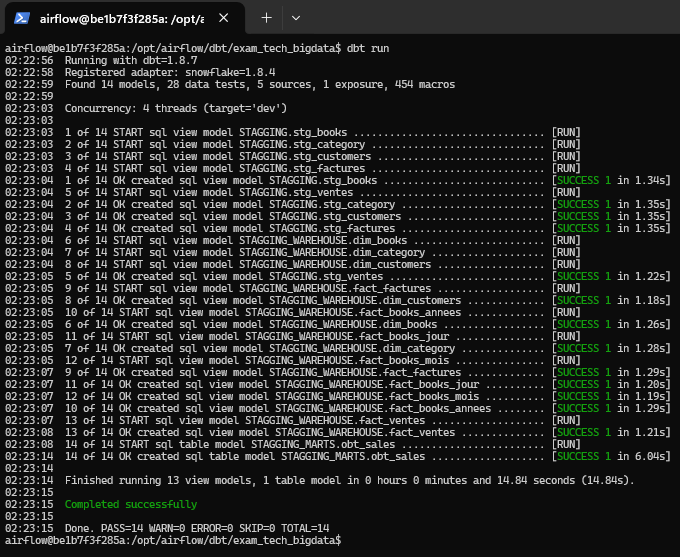 airflow@be1b7f3f285a: /opt/a
airflow@be1b7f3f285a:/opt/airflow/dbt/exam_tech_bigdata$ dbt run
02:22:56  Running with dbt=1.8.7
02:22:58  Registered adapter: snowflake=1.8.4
02:22:59  Found 14 models, 28 data tests, 5 sources, 1 exposure, 454 macros
02:22:59
02:23:03  Concurrency: 4 threads (target='dev')
02:23:03
02:23:03  1 of 14 START sql view model STAGGING.stg_books ............................... [RUN]
02:23:03  2 of 14 START sql view model STAGGING.stg_category ............................ [RUN]
02:23:03  3 of 14 START sql view model STAGGING.stg_customers ........................... [RUN]
02:23:03  4 of 14 START sql view model STAGGING.stg_factures ............................ [RUN]
02:23:04  1 of 14 OK created sql view model STAGGING.stg_books .......................... [SUCCESS 1 in 1.34s]
02:23:04  5 of 14 START sql view model STAGGING.stg_ventes .............................. [RUN]
02:23:04  2 of 14 OK created sql view model STAGGING.stg_category ....................... [SUCCESS 1 in 1.35s]
02:23:04  3 of 14 OK created sql view model STAGGING.stg_customers ...................... [SUCCESS 1 in 1.35s]
02:23:04  4 of 14 OK created sql view model STAGGING.stg_factures ....................... [SUCCESS 1 in 1.35s]
02:23:04  6 of 14 START sql view model STAGGING_WAREHOUSE.dim_books ..................... [RUN]
02:23:04  7 of 14 START sql view model STAGGING_WAREHOUSE.dim_category .................. [RUN]
02:23:04  8 of 14 START sql view model STAGGING_WAREHOUSE.dim_customers ................. [RUN]
02:23:05  5 of 14 OK created sql view model STAGGING.stg_ventes ......................... [SUCCESS 1 in 1.22s]
02:23:05  9 of 14 START sql view model STAGGING_WAREHOUSE.fact_factures ................. [RUN]
02:23:05  8 of 14 OK created sql view model STAGGING_WAREHOUSE.dim_customers ............ [SUCCESS 1 in 1.18s]
02:23:05  10 of 14 START sql view model STAGGING_WAREHOUSE.fact_books_annees ............ [RUN]
02:23:05  6 of 14 OK created sql view model STAGGING_WAREHOUSE.dim_books ................ [SUCCESS 1 in 1.26s]
02:23:05  11 of 14 START sql view model STAGGING_WAREHOUSE.fact_books_jour .............. [RUN]
02:23:05  7 of 14 OK created sql view model STAGGING_WAREHOUSE.dim_category ............. [SUCCESS 1 in 1.28s]
02:23:05  12 of 14 START sql view model STAGGING_WAREHOUSE.fact_books_mois .............. [RUN]
02:23:07  9 of 14 OK created sql view model STAGGING_WAREHOUSE.fact_factures ............ [SUCCESS 1 in 1.29s]
02:23:07  11 of 14 OK created sql view model STAGGING_WAREHOUSE.fact_books_jour ......... [SUCCESS 1 in 1.20s]
02:23:07  12 of 14 OK created sql view model STAGGING_WAREHOUSE.fact_books_mois ......... [SUCCESS 1 in 1.19s]
02:23:07  10 of 14 OK created sql view model STAGGING_WAREHOUSE.fact_books_annees ....... [SUCCESS 1 in 1.29s]
02:23:07  13 of 14 START sql view model STAGGING_WAREHOUSE.fact_ventes .................. [RUN]
02:23:08  13 of 14 OK created sql view model STAGGING_WAREHOUSE.fact_ventes ............. [SUCCESS 1 in 1.21s]
02:23:08  14 of 14 START sql table model STAGGING_MARTS.obt_sales ....................... [RUN]
02:23:14  14 of 14 OK created sql table model STAGGING_MARTS.obt_sales .................. [SUCCESS 1 in 6.04s]
02:23:14
02:23:14  Finished running 13 view models, 1 table model in 0 hours 0 minutes and 14.84 seconds (14.84s).
02:23:15
02:23:15  Completed successfully
02:23:15
02:23:15  Done. PASS=14 WARN=0 ERROR=0 SKIP=0 TOTAL=14
airflow@be1b7f3f285a:/opt/airflow/dbt/exam_tech_bigdata$